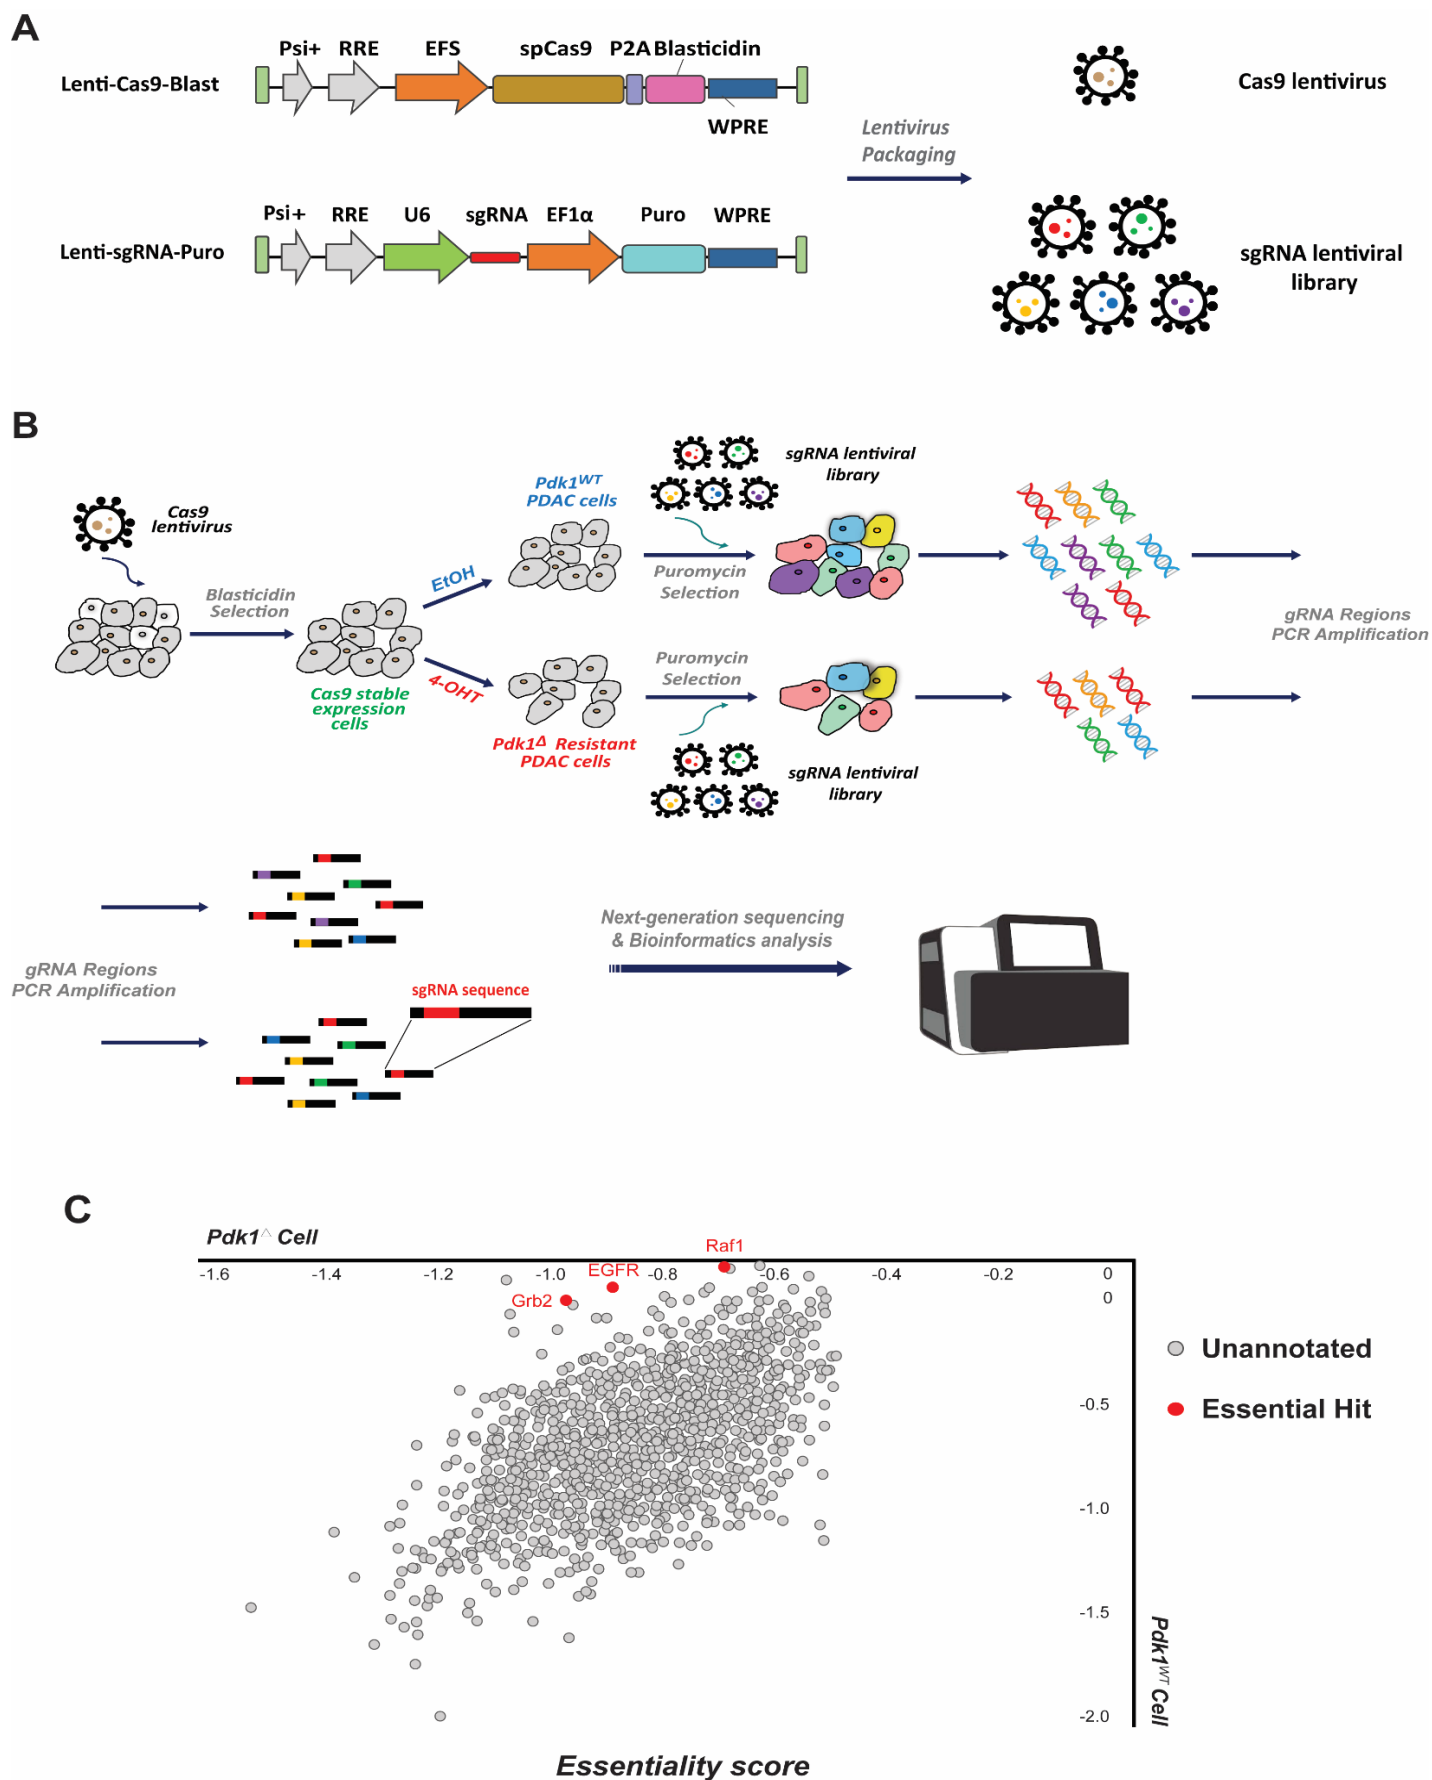 A
Psi+ RRE EFS spCas9 P2A Blasticidin
Lenti-Cas9-Blast
WPRE
Cas9 lentivirus
Lentivirus
Packaging
Psi+ RRE U6 sgRNA EF1α Puro WPRE
Lenti-sgRNA-Puro
sgRNA lentiviral
library
B
Cas9
lentivirus
Blasticidin
Selection
Cas9 stable
expression
cells
EtOH
4-OHT
Pdk1WT
PDAC cells
Pdk1Δ Resistant
PDAC cells
sgRNA lentiviral
library
Puromycin
Selection
Puromycin
Selection
sgRNA lentiviral
library
gRNA Regions
PCR Amplification
gRNA Regions
PCR Amplification
sgRNA sequence
Next-generation sequencing
& Bioinformatics analysis
C
Pdk1Δ Cell
Raf1
-1.6 -1.4 -1.2 -1.0 -0.8 -0.6 -0.4 -0.2 0
EGFR
Grb2
0
-0.5
-1.0
-1.5
-2.0
Pdk1WT Cell
Unannotated
Essential Hit
Essentiality score